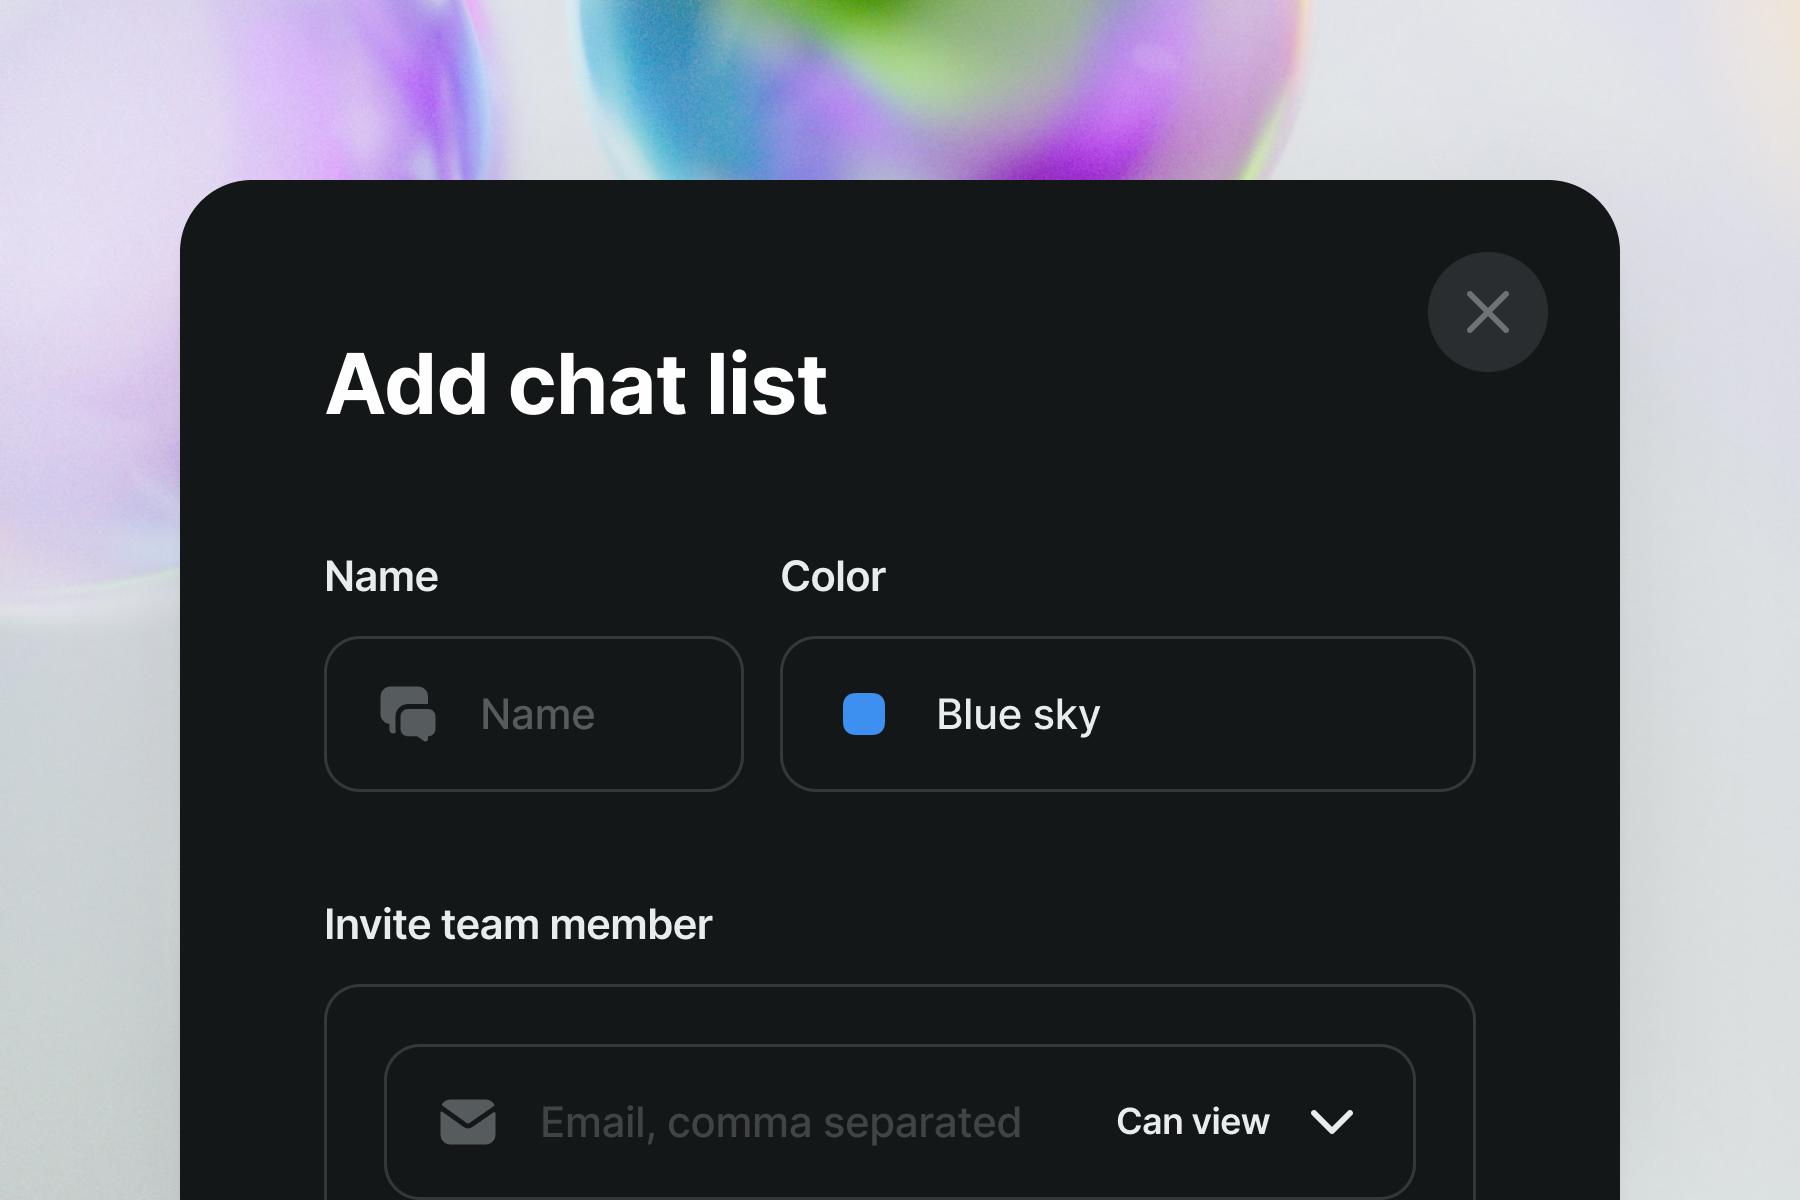 Add chat list
Name
Color
Name
Blue sky
Invite team member
Email, comma separated
Can view